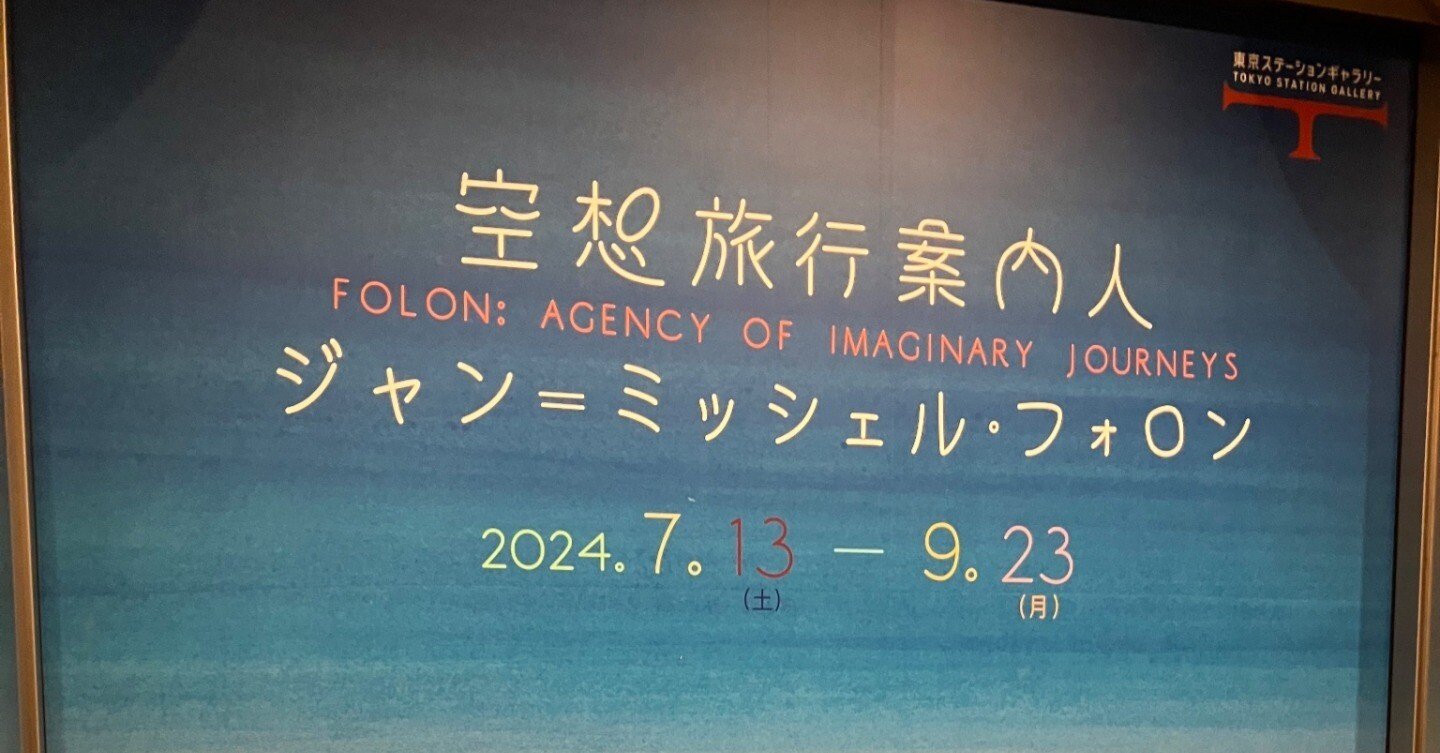 東京ステーションギャラリー
TOKYO STATION GALLERY
空想旅行案内人
FOLON: AGENCY OF IMAGINARY JOURNEYS
ジャン=ミッシェル・フォロン
2024.7.13 — 9.23
(土) (月)